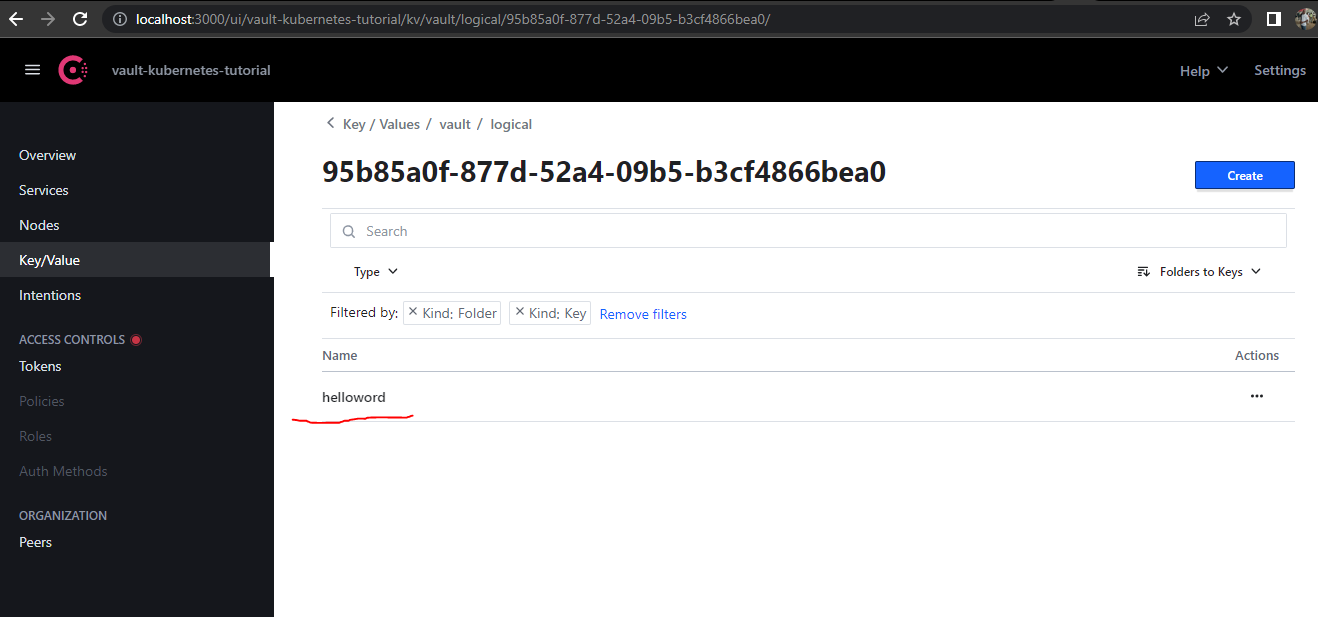 localhost:3000/ui/vault-kubernetes-tutorial/kv/vault/logical/95b85a0f-877d-52a4-09b5-b3cf4866bea0/
vault-kubernetes-tutorial
Help
Settings
Overview
Services
Nodes
Key/Value
Intentions
ACCESS CONTROLS
Tokens
Policies
Roles
Auth Methods
ORGANIZATION
Peers
Key / Values / vault / logical
95b85a0f-877d-52a4-09b5-b3cf4866bea0
Create
Search
Type
Folders to Keys
Filtered by: Kind: Folder Kind: Key Remove filters
Name Actions
helloword